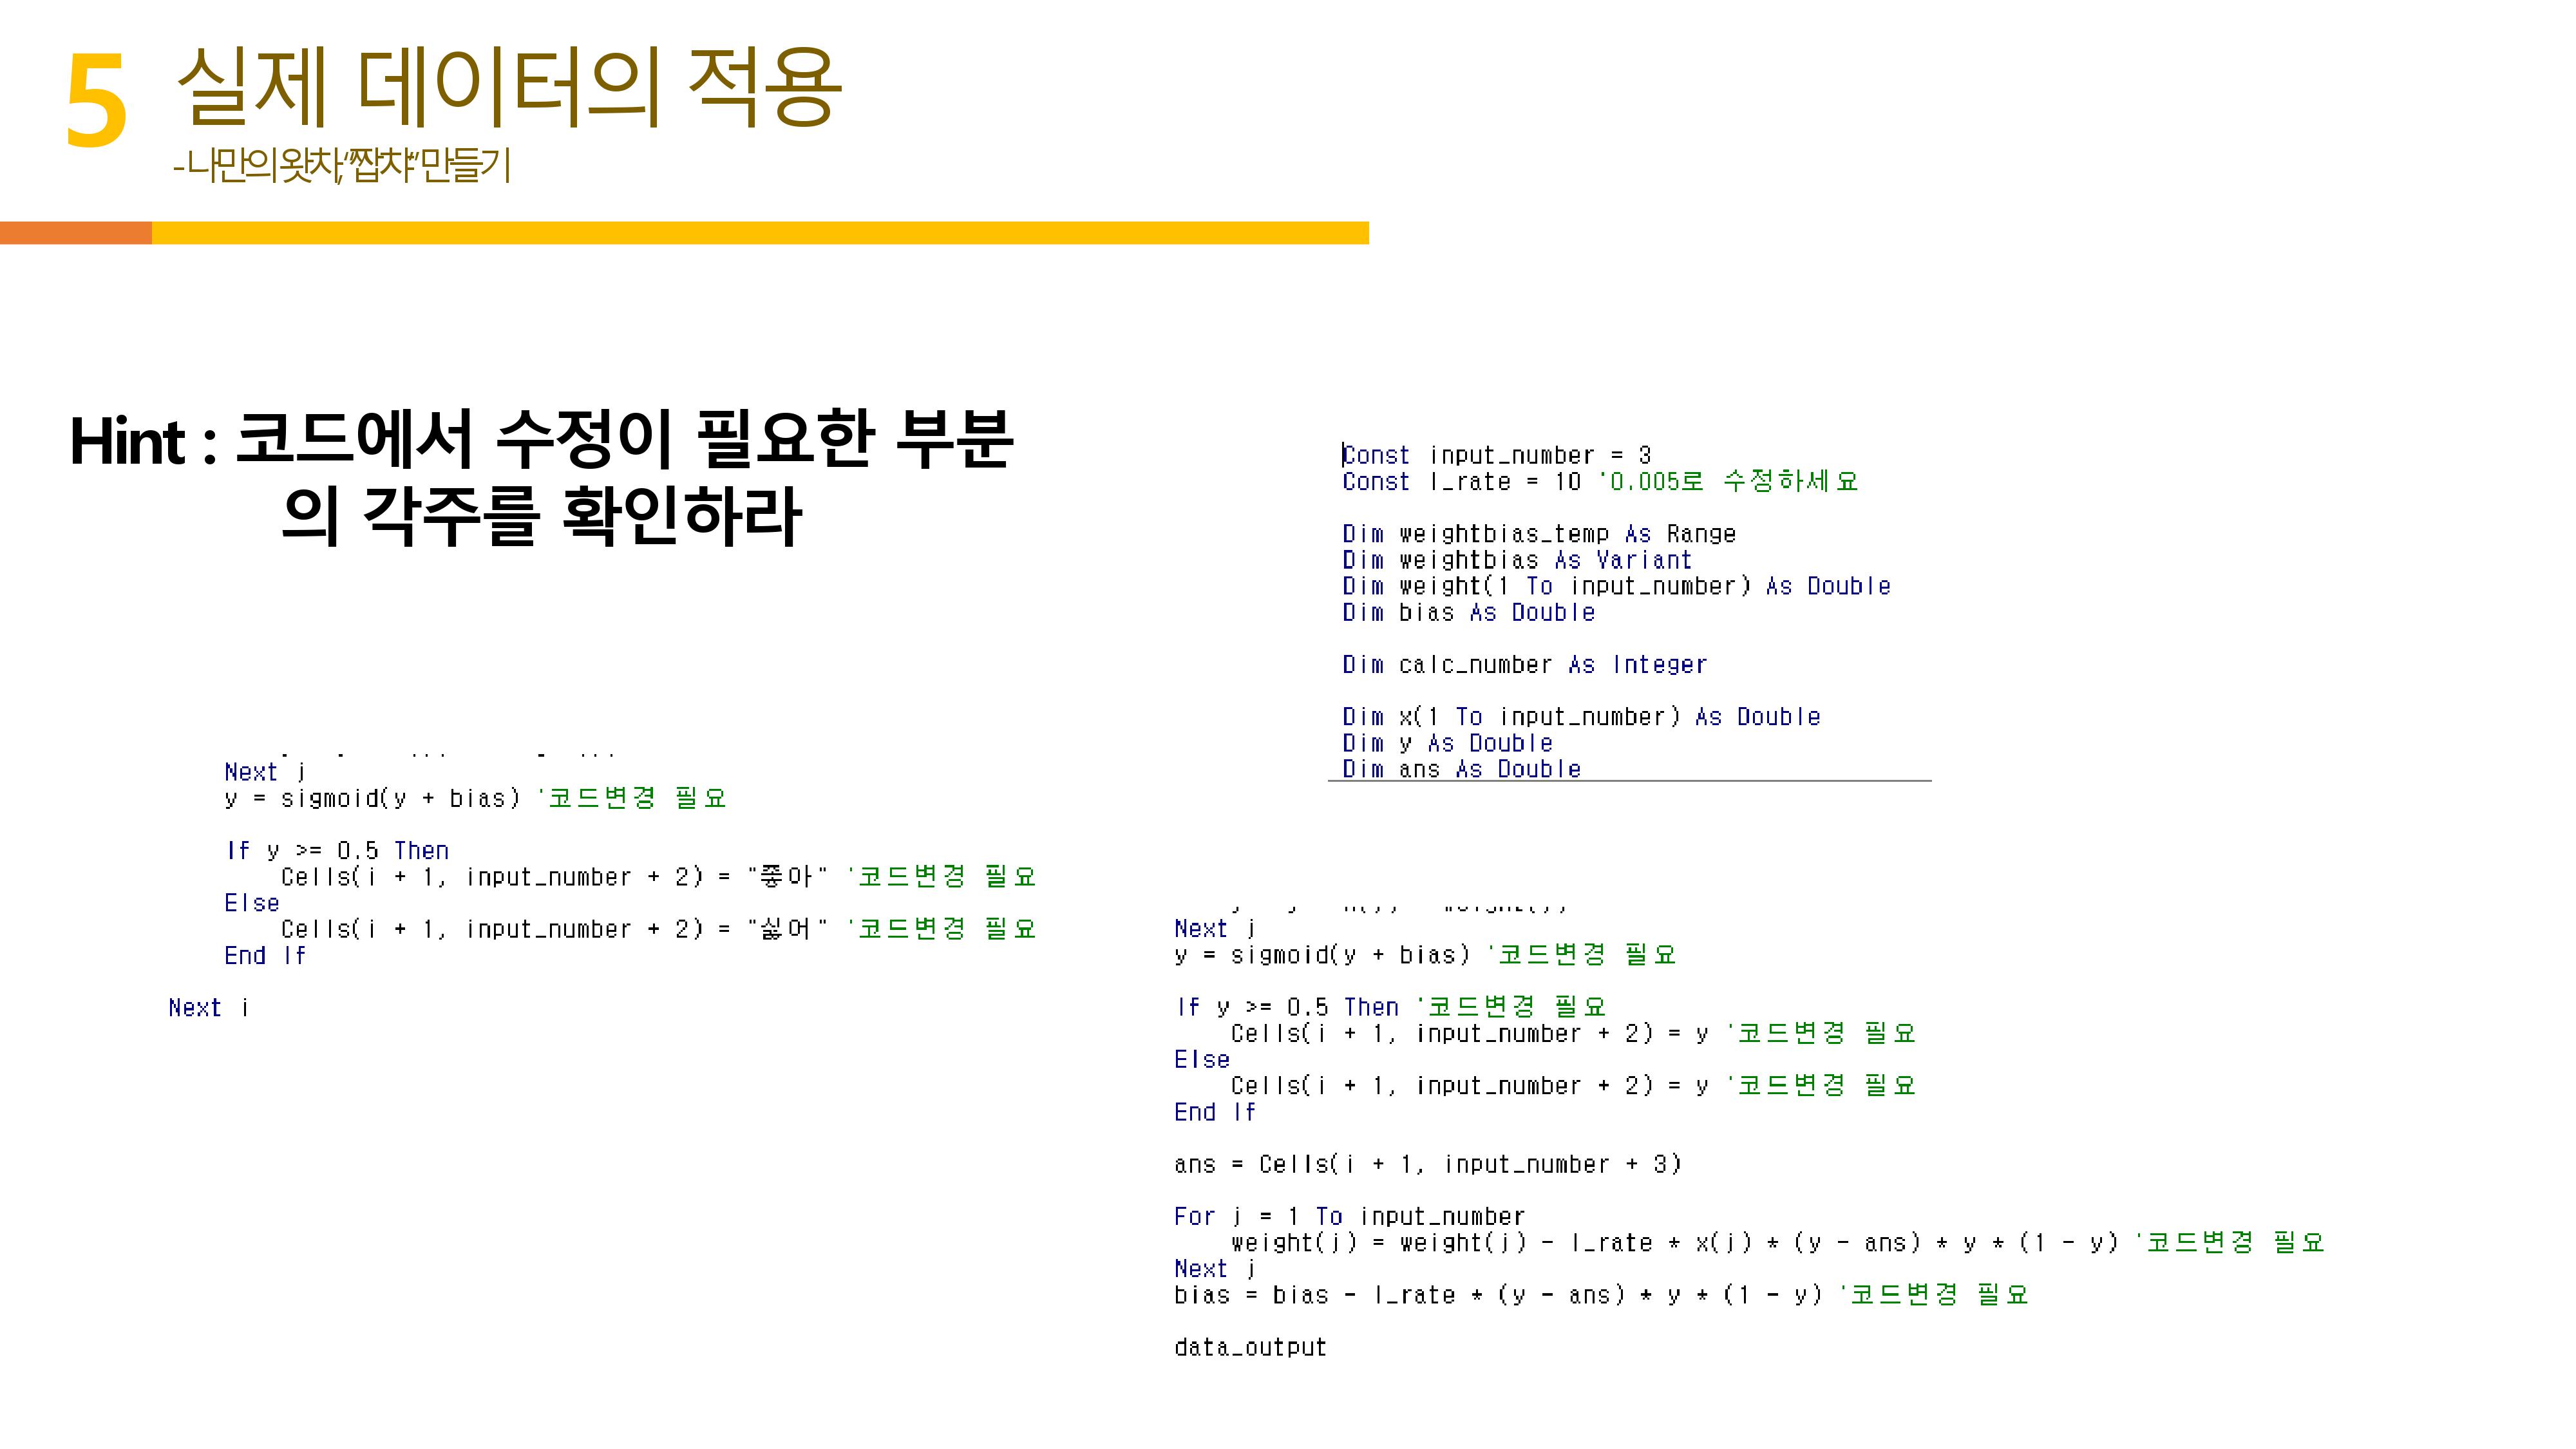 5 실제 데이터의 적용
-나만의 왓챠,“짭챠“만들기
Hint : 코드에서 수정이 필요한 부분
의 각주를 확인하라
Const input_number = 3
Const l_rate = 10 '0.005로 수정하세요
Dim weightbias_temp As Range
Dim weightbias As Variant
Dim weight(1 To input_number) As Double
Dim bias As Double
Dim calc_number As Integer
Dim x(1 To input_number) As Double
Dim y As Double
Dim ans As Double
Next j
y = sigmoid(y + bias) '코드변경 필요
If y >= 0.5 Then
Cells(i + 1, input_number + 2) = "좋아" '코드변경 필요
Else
Cells(i + 1, input_number + 2) = "싫어" '코드변경 필요
End If
Next i
Next j
y = sigmoid(y + bias) '코드변경 필요
If y >= 0.5 Then '코드변경 필요
Cells(i + 1, input_number + 2) = y '코드변경 필요
Else
Cells(i + 1, input_number + 2) = y '코드변경 필요
End If
ans = Cells(i + 1, input_number + 3)
For j = 1 To input_number
weight(j) = weight(j) - l_rate * x(j) * (y - ans) * y * (1 - y) '코드변경 필요
Next j
bias = bias - l_rate * (y - ans) * y * (1 - y) '코드변경 필요
data_output